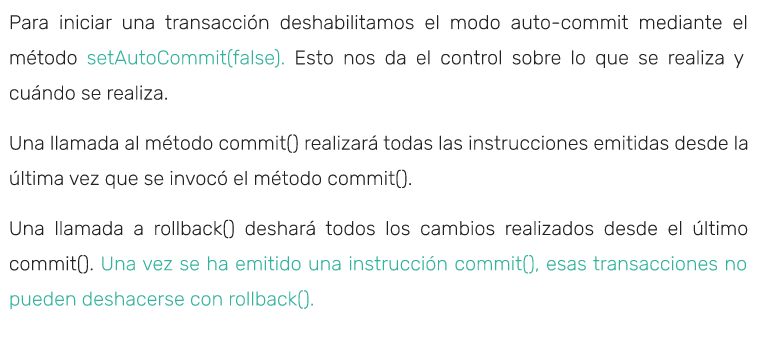 Para iniciar una transacción deshabilitamos el modo auto-commit mediante el
método setAutoCommit(false). Esto nos da el control sobre lo que se realiza y
cuándo se realiza.
Una llamada al método commit() realizará todas las instrucciones emitidas desde la
última vez que se invocó el método commit().
Una llamada a rollback() deshará todos los cambios realizados desde el último
commit(). Una vez se ha emitido una instrucción commit(), esas transacciones no
pueden deshacerse con rollback().